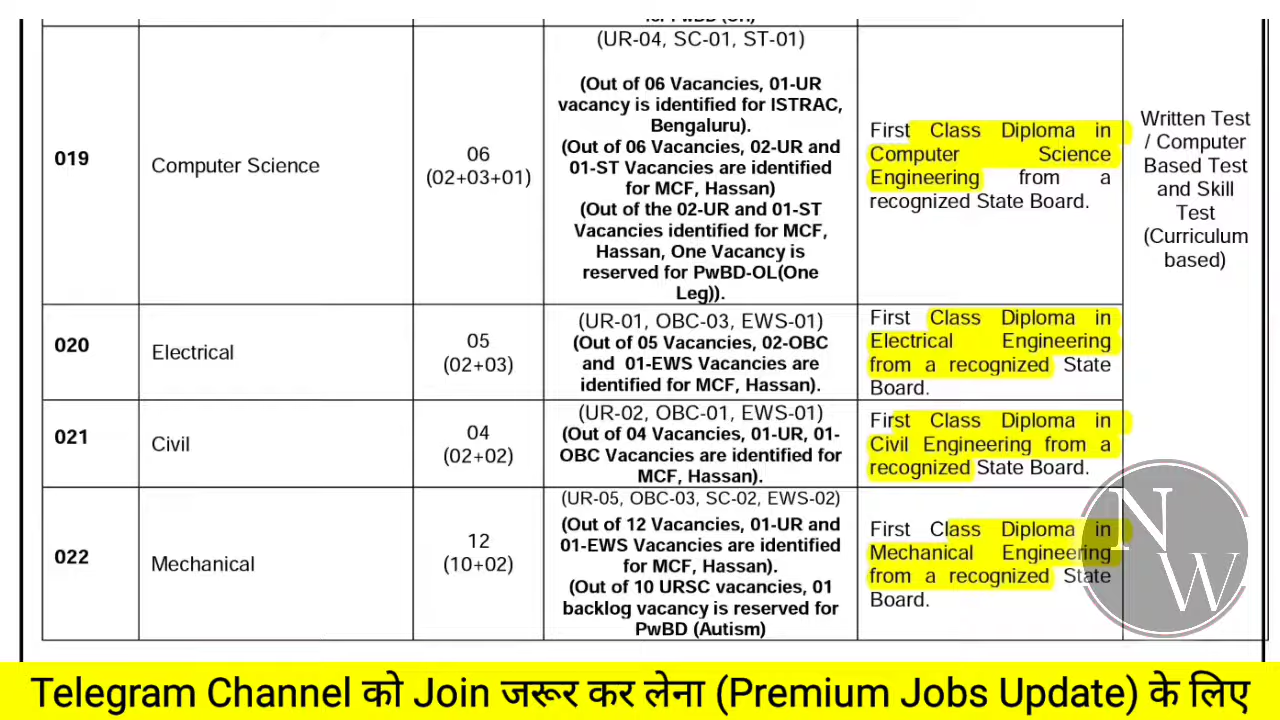 for PwBD (OH)
019
Computer Science
06
(02+03+01)
(UR-04, SC-01, ST-01)
(Out of 06 Vacancies, 01-UR
vacancy is identified for ISTRAC,
Bengaluru).
(Out of 06 Vacancies, 02-UR and
01-ST Vacancies are identified
for MCF, Hassan)
(Out of the 02-UR and 01-ST
Vacancies identified for MCF,
Hassan, One Vacancy is
reserved for PwBD-OL(One
Leg)).
First Class Diploma in
Computer Science
Engineering from a
recognized State Board.
Written Test
/ Computer
Based Test
and Skill
Test
(Curriculum
based)
020
Electrical
05
(02+03)
(UR-01, OBC-03, EWS-01)
(Out of 05 Vacancies, 02-OBC
and 01-EWS Vacancies are
identified for MCF, Hassan).
First Class Diploma in
Electrical Engineering
from a recognized State
Board.
021
Civil
04
(02+02)
(UR-02, OBC-01, EWS-01)
(Out of 04 Vacancies, 01-UR, 01-
OBC Vacancies are identified for
MCF, Hassan).
First Class Diploma in
Civil Engineering from a
recognized State Board.
022
Mechanical
12
(10+02)
(UR-05, OBC-03, SC-02, EWS-02)
(Out of 12 Vacancies, 01-UR and
01-EWS Vacancies are identified
for MCF, Hassan).
(Out of 10 URSC vacancies, 01
backlog vacancy is reserved for
PwBD (Autism)
First Class Diploma in
Mechanical Engineering
from a recognized State
Board.
N
W
Telegram Channel को Join जरूर कर लेना (Premium Jobs Update) के लिए